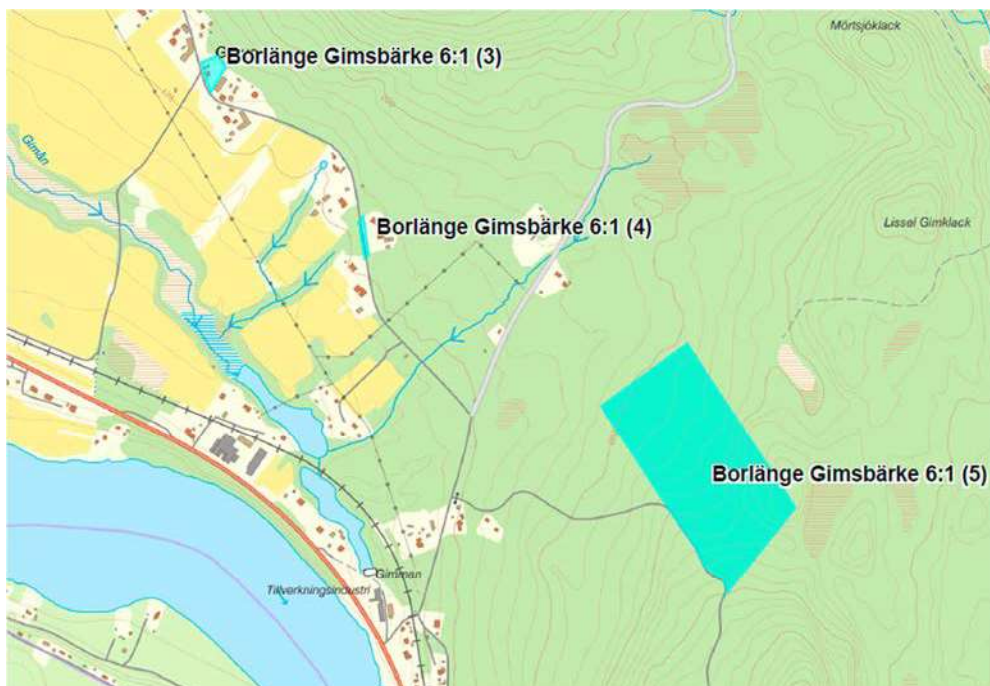 Mörtsjöklack
Borlänge Gimsbärke 6:1 (3)
Gimån
Borlänge Gimsbärke 6:1 (4)
Lissel Gimklack
Borlänge Gimsbärke 6:1 (5)
Gimman
Tillverkningsindustri